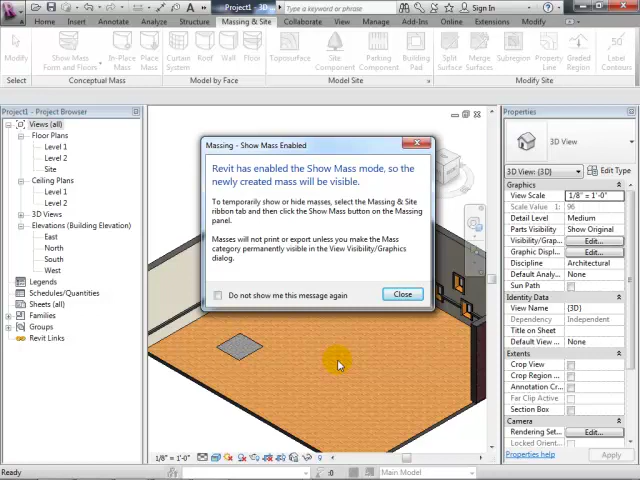 Project1 - 3D
Sign In
Insert Annotate Analyze Structure Massing & Site Collaborate View Manage Add-Ins Online Extensions Modify
Modify
Show Mass
Form and Floors
In-Place
Mass
Place
Mass
Curtain
System
Roof
Wall
Floor
Toposurface
Site
Component
Parking
Component
Building
Pad
Split
Surface
Merge
Surfaces
Subregion
Property
Line
Graded
Region
50
Label
Contours
Select
Conceptual Mass
Model by Face
Model Site
Modify Site
Project1 - Project Browser
Views (all)
Floor Plans
Level 1
Level 2
Site
Ceiling Plans
Level 1
Level 2
3D Views
Elevations (Building Elevation)
East
North
South
West
Legends
Schedules/Quantities
Sheets (all)
Families
Groups
Revit Links
Massing - Show Mass Enabled
Revit has enabled the Show Mass mode, so the
newly created mass will be visible.
To temporarily show or hide masses, select the Massing & Site
ribbon tab and then click the Show Mass button on the Massing
panel.
Masses will not print or export unless you make the Mass
category permanently visible in the View Visibility/Graphics
dialog.
Do not show me this message again
Close
Properties
3D View
3D View: {3D}
Edit Type
Graphics
View Scale 1/8" = 1'-0"
Scale Value 1: 96
Detail Level Medium
Parts Visibility Show Original
Visibility/Grap... Edit...
Graphic Displ... Edit...
Discipline Architectural
Default Analy... None
Sun Path
Identity Data
View Name {3D}
Dependency Independent
Title on Sheet
Default View... None
Extents
Crop View
Crop Region ...
Annotation Cr...
Far Clip Active
Section Box
Camera
Rendering Set... Edit...
Locked Orient...
Properties help
Apply
1/8" = 1'-0"
Ready
:0
Main Model